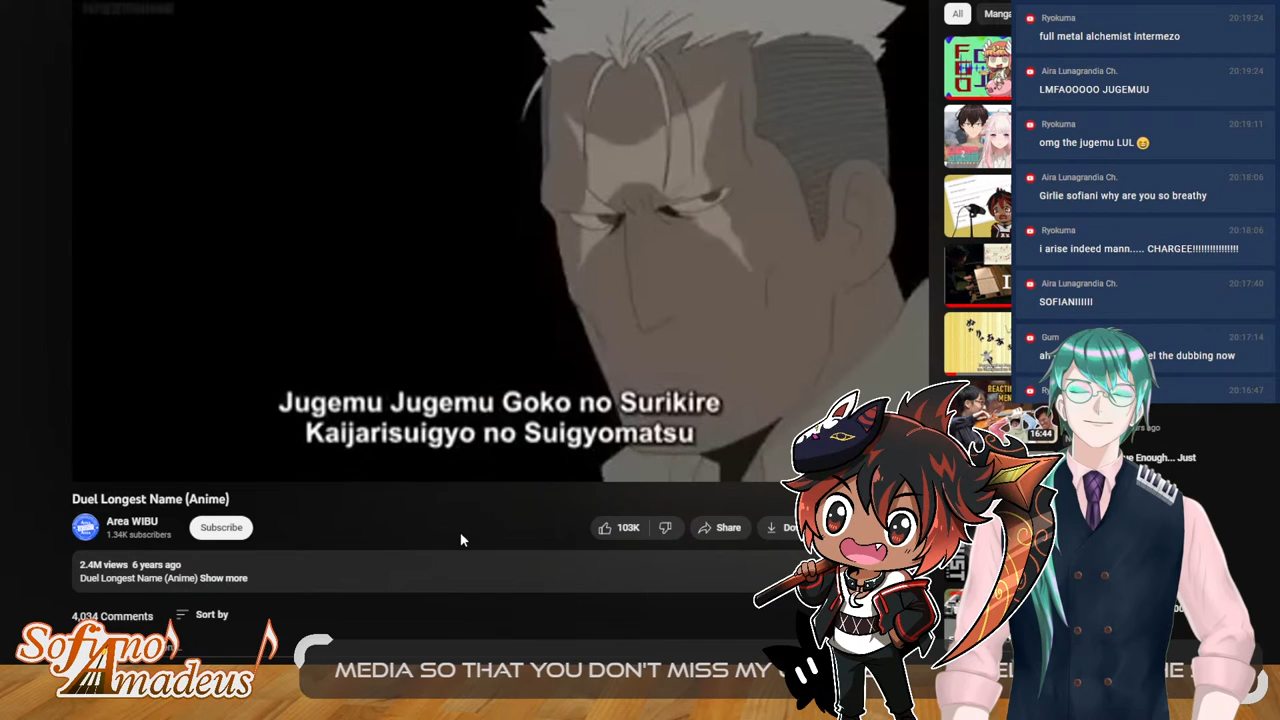 Jugemu Jugemu Goko no Surikire
Kaijarisuigyo no Suigyomatsu
Duel Longest Name (Anime)
Area WIBU
1.34K subscribers
Subscribe
103K
Share
2.4M views 6 years ago
Duel Longest Name (Anime) Show more
4,034 Comments
Sort by
All
Manga
Ryokuma 20:19:24
full metal alchemist intermezo
Aira Lunagrandia Ch. 20:19:24
LMFAOOOOO JUGEMUU
Ryokuma 20:19:11
omg the jugemu LUL
Aira Lunagrandia Ch. 20:18:06
Girlie sofiani why are you so breathy
Ryokuma 20:18:06
i arise indeed mann..... CHARGEE!!!!!!!!!!!!!!!!
Aira Lunagrandia Ch. 20:17:40
SOFIANIIIIII
Gum 20:17:14
the dubbing now
20:16:47
16:44
Enough... Just
Sofiano
Amadeus
MEDIA SO THAT YOU DON'T MISS MY